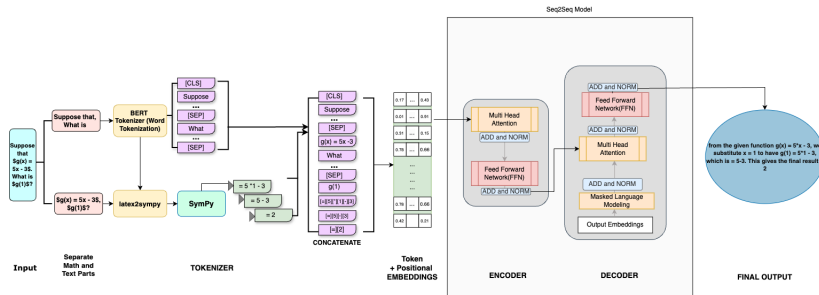 Seq2Seq Model
Suppose
that
$g(x) =
5x - 3$.
What is
$g(1)$?
Input
Suppose that,
What is
$g(x) = 5x - 3$,
$g(1)$?
Separate
Math and
Text Parts
BERT
Tokenizer (Word
Tokenization)
latex2sympy
SymPy
TOKENIZER
[CLS]
Suppose
...
[SEP]
What
...
[SEP]
= 5 *1 - 3
= 5 - 3
= 2
[CLS]
Suppose
...
[SEP]
g(x) = 5x -3
What
...
[SEP]
g(1)
[=][5]*[1]-[3]
[=][5]-[3]
[=][2]
CONCATENATE
0.17 ... 0.43
0.01 ... 0.91
0.31 ... 0.15
0.78 ... 0.66
...
0.78 ... 0.66
0.42 ... 0.21
Token
+ Positional
EMBEDDINGS
Multi Head
Attention
ADD and NORM
Feed Forward
Network(FFN)
ADD and NORM
ENCODER
ADD and NORM
Feed Forward
Network(FFN)
ADD and NORM
Multi Head
Attention
ADD and NORM
Masked Language
Modeling
Output Embeddings
DECODER
from the given function g(x) = 5*x - 3, we
substitute x = 1 to have g(1) = 5*1 - 3,
which is = 5-3. This gives the final result
2
FINAL OUTPUT